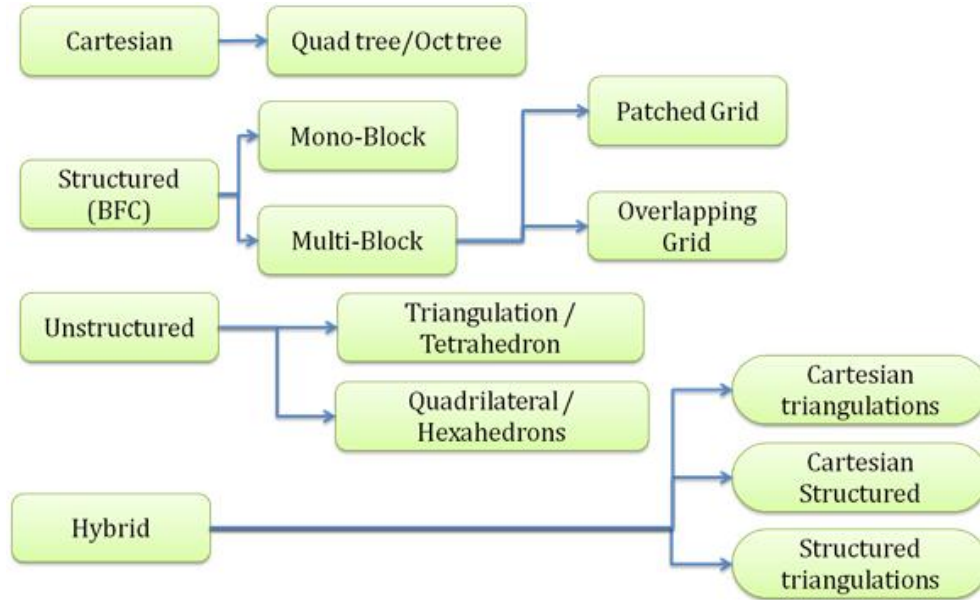 Cartesian
Quad tree/Oct tree
Patched Grid
Mono-Block
Structured
(BFC)
Overlapping
Grid
Multi-Block
Unstructured
Triangulation /
Tetrahedron
Cartesian
triangulations
Quadrilateral /
Hexahedrons
Cartesian
Structured
Hybrid
Structured
triangulations